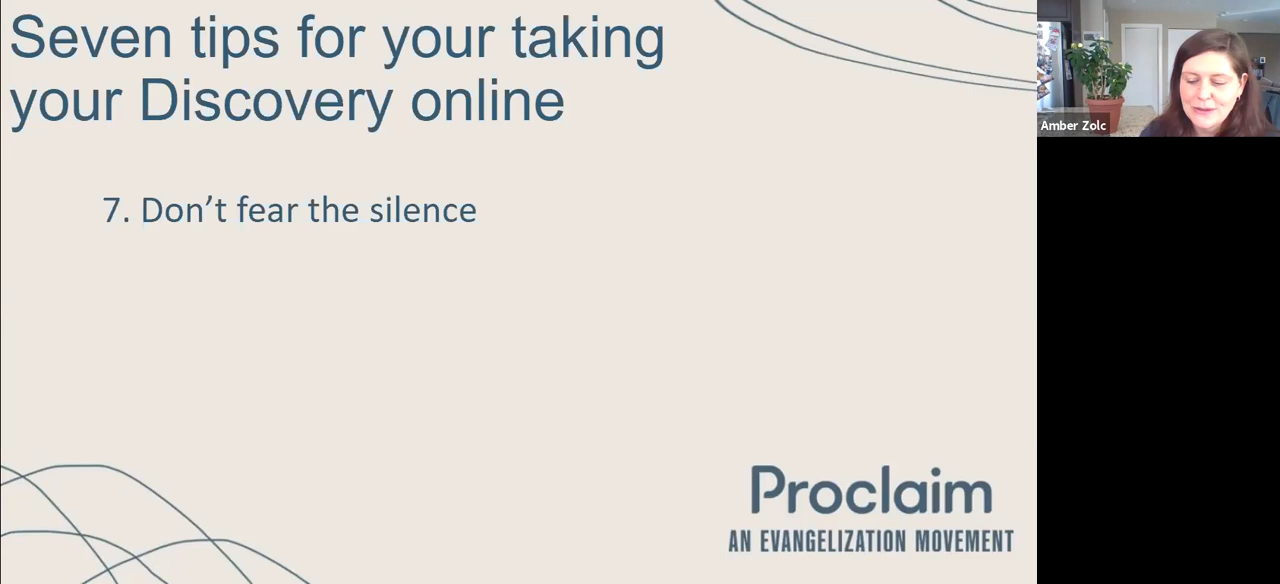 Seven tips for your taking
your Discovery online
7. Don’t fear the silence
Amber Zolc
Proclaim
AN EVANGELIZATION MOVEMENT